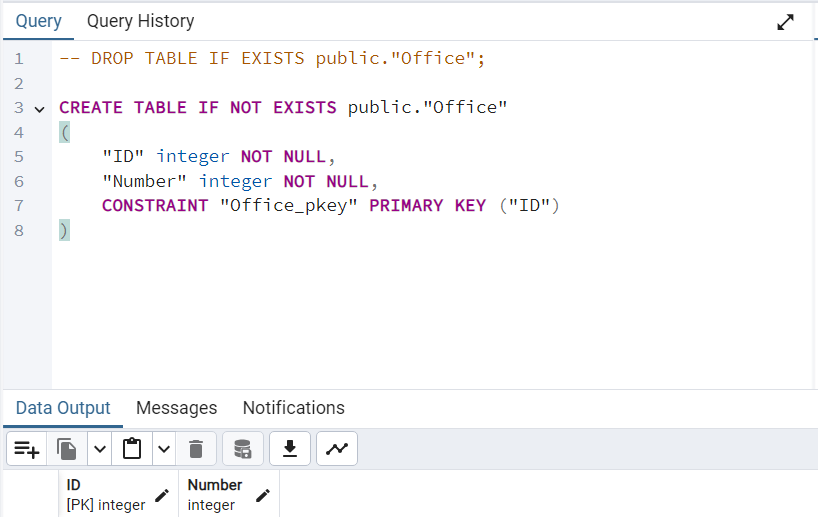 Query Query History
1 -- DROP TABLE IF EXISTS public."Office";
2
3 CREATE TABLE IF NOT EXISTS public."Office"
4 (
5 "ID" integer NOT NULL,
6 "Number" integer NOT NULL,
7 CONSTRAINT "Office_pkey" PRIMARY KEY ("ID")
8 )
Data Output Messages Notifications
ID Number
[PK] integer integer